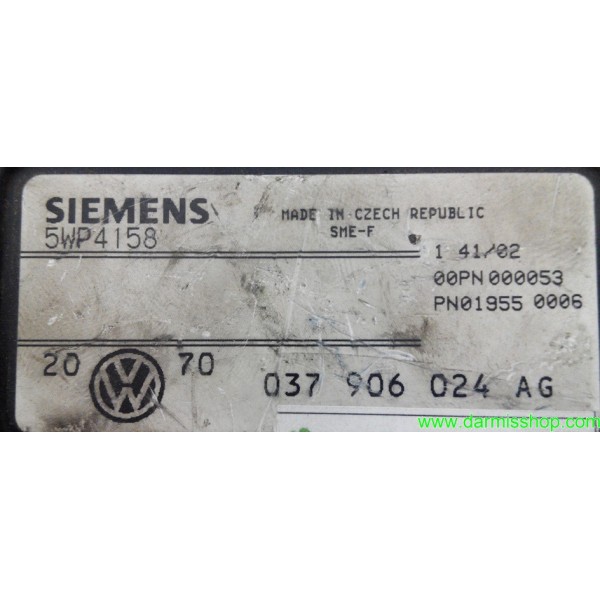 SIEMENS
5WP4158
MADE IN CZECH REPUBLIC
SME-F
1 41/02
00PN 000053
PN01955 0006
20 70
037 906 024 AG
www.darmisshop.com